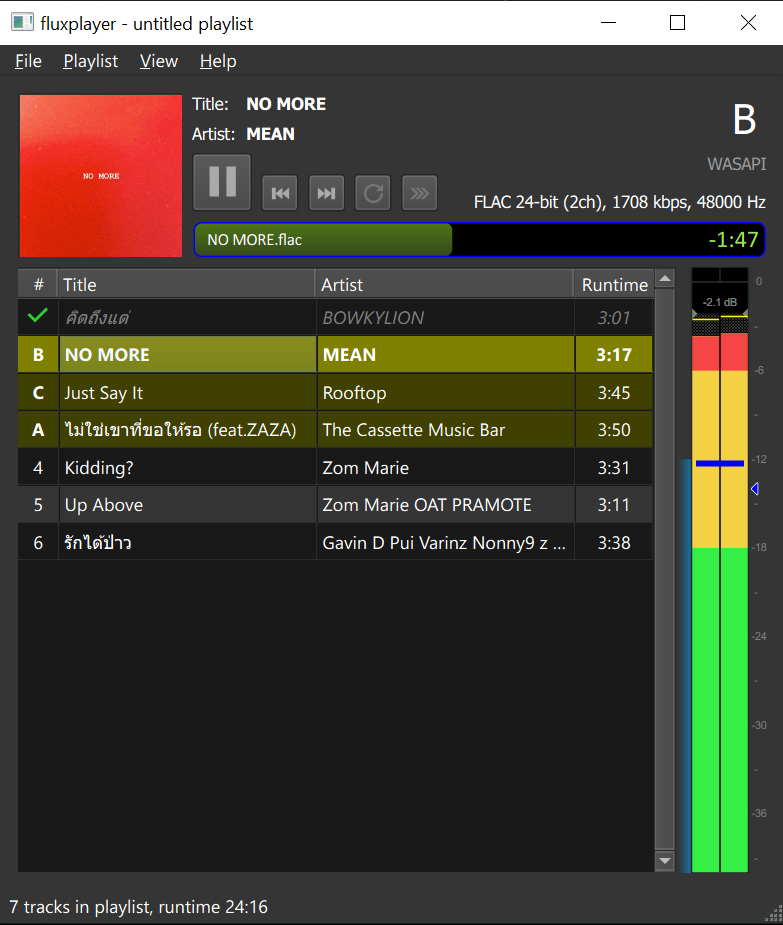 fluxplayer - untitled playlist
File Playlist View Help
NO MORE
Title: NO MORE
Artist: MEAN
B
WASAPI
FLAC 24-bit (2ch), 1708 kbps, 48000 Hz
NO MORE.flac -1:47
# Title Artist Runtime
คิดถึงแต่ BOWKYLION 3:01
B NO MORE MEAN 3:17
C Just Say It Rooftop 3:45
A ไม่ใช่เขาที่ขอให้รอ (feat.ZAZA) The Cassette Music Bar 3:50
4 Kidding? Zom Marie 3:31
5 Up Above Zom Marie OAT PRAMOTE 3:11
6 รักได้ป่าว Gavin D Pui Varinz Nonny9 z ... 3:38
0
-2.1 dB
-6
-
-12
-
-18
-
-24
-
-30
-
-36
-
7 tracks in playlist, runtime 24:16